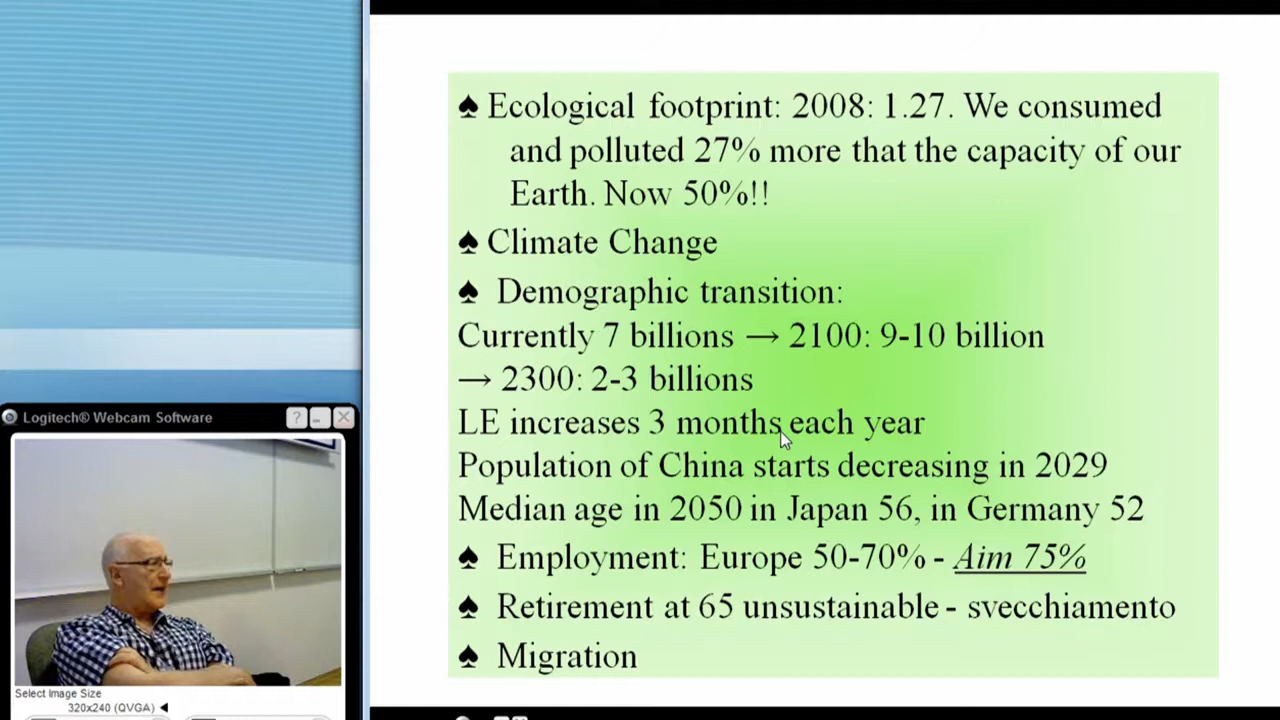 ♠ Ecological footprint: 2008: 1.27. We consumed
and polluted 27% more that the capacity of our
Earth. Now 50%!!
♠ Climate Change
♠ Demographic transition:
Currently 7 billions → 2100: 9-10 billion
→ 2300: 2-3 billions
LE increases 3 months each year
Population of China starts decreasing in 2029
Median age in 2050 in Japan 56, in Germany 52
♠ Employment: Europe 50-70% - Aim 75%
♠ Retirement at 65 unsustainable - svecchiamento
♠ Migration
Logitech® Webcam Software
Select Image Size
320x240 (QVGA)